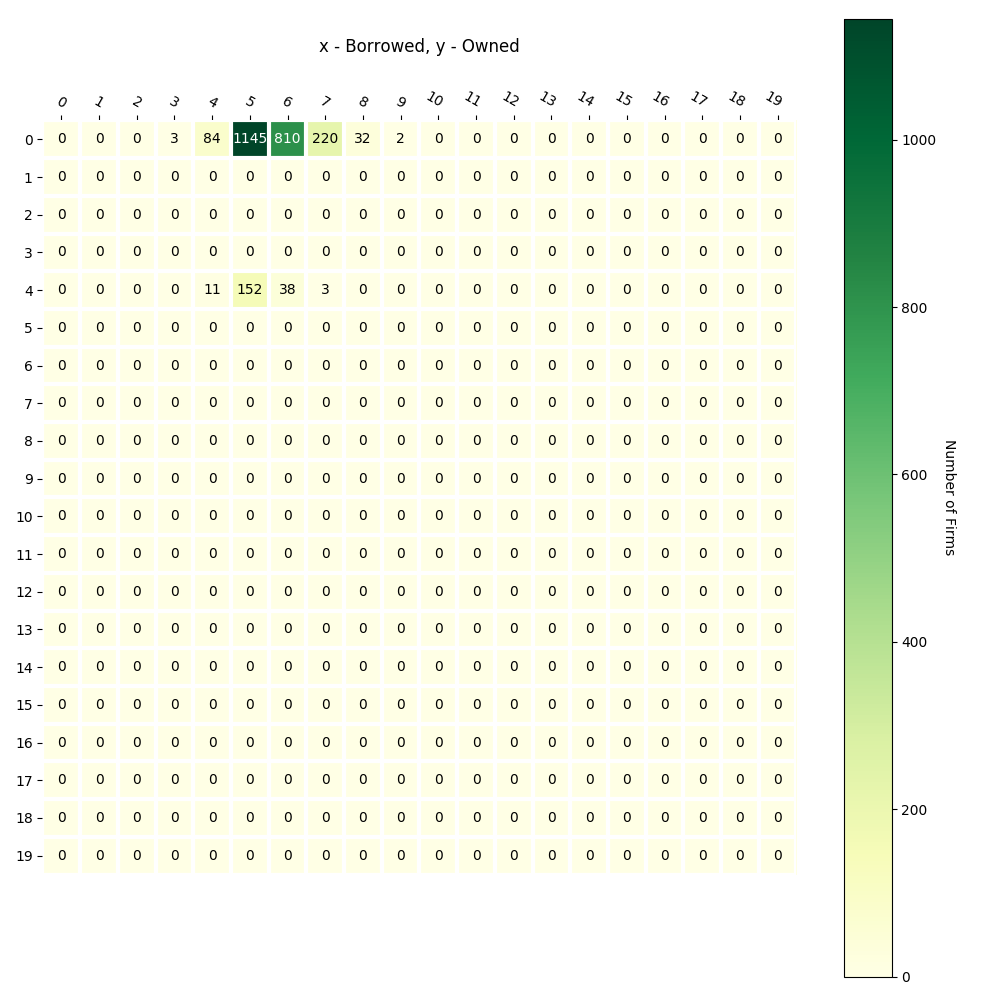 x - Borrowed, y - Owned
0 1 2 3 4 5 6 7 8 9 10 11 12 13 14 15 16 17 18 19
0 0 0 0 3 84 1145 810 220 32 2 0 0 0 0 0 0 0 0 0 0
1 0 0 0 0 0 0 0 0 0 0 0 0 0 0 0 0 0 0 0 0
2 0 0 0 0 0 0 0 0 0 0 0 0 0 0 0 0 0 0 0 0
3 0 0 0 0 0 0 0 0 0 0 0 0 0 0 0 0 0 0 0 0
4 0 0 0 0 11 152 38 3 0 0 0 0 0 0 0 0 0 0 0 0
5 0 0 0 0 0 0 0 0 0 0 0 0 0 0 0 0 0 0 0 0
6 0 0 0 0 0 0 0 0 0 0 0 0 0 0 0 0 0 0 0 0
7 0 0 0 0 0 0 0 0 0 0 0 0 0 0 0 0 0 0 0 0
8 0 0 0 0 0 0 0 0 0 0 0 0 0 0 0 0 0 0 0 0
9 0 0 0 0 0 0 0 0 0 0 0 0 0 0 0 0 0 0 0 0
10 0 0 0 0 0 0 0 0 0 0 0 0 0 0 0 0 0 0 0 0
11 0 0 0 0 0 0 0 0 0 0 0 0 0 0 0 0 0 0 0 0
12 0 0 0 0 0 0 0 0 0 0 0 0 0 0 0 0 0 0 0 0
13 0 0 0 0 0 0 0 0 0 0 0 0 0 0 0 0 0 0 0 0
14 0 0 0 0 0 0 0 0 0 0 0 0 0 0 0 0 0 0 0 0
15 0 0 0 0 0 0 0 0 0 0 0 0 0 0 0 0 0 0 0 0
16 0 0 0 0 0 0 0 0 0 0 0 0 0 0 0 0 0 0 0 0
17 0 0 0 0 0 0 0 0 0 0 0 0 0 0 0 0 0 0 0 0
18 0 0 0 0 0 0 0 0 0 0 0 0 0 0 0 0 0 0 0 0
19 0 0 0 0 0 0 0 0 0 0 0 0 0 0 0 0 0 0 0 0
1000
800
600
400
200
0
Number of Firms